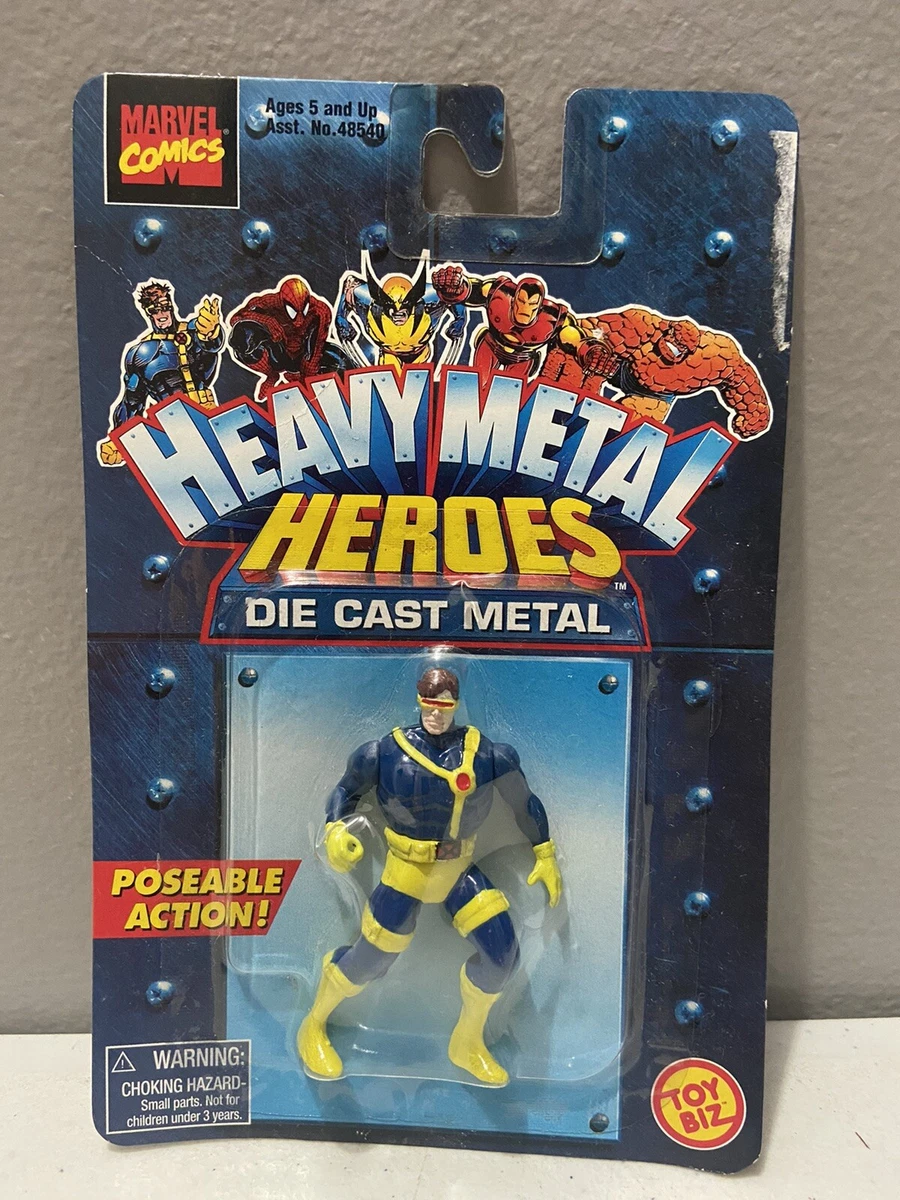 MARVEL®
COMICS
M
Ages 5 and Up
Asst. No.48540
HEAVY METAL
HEROES™
DIE CAST METAL
POSEABLE
ACTION!
WARNING:
CHOKING HAZARD-
Small parts. Not for
children under 3 years.
TOY
BIZ